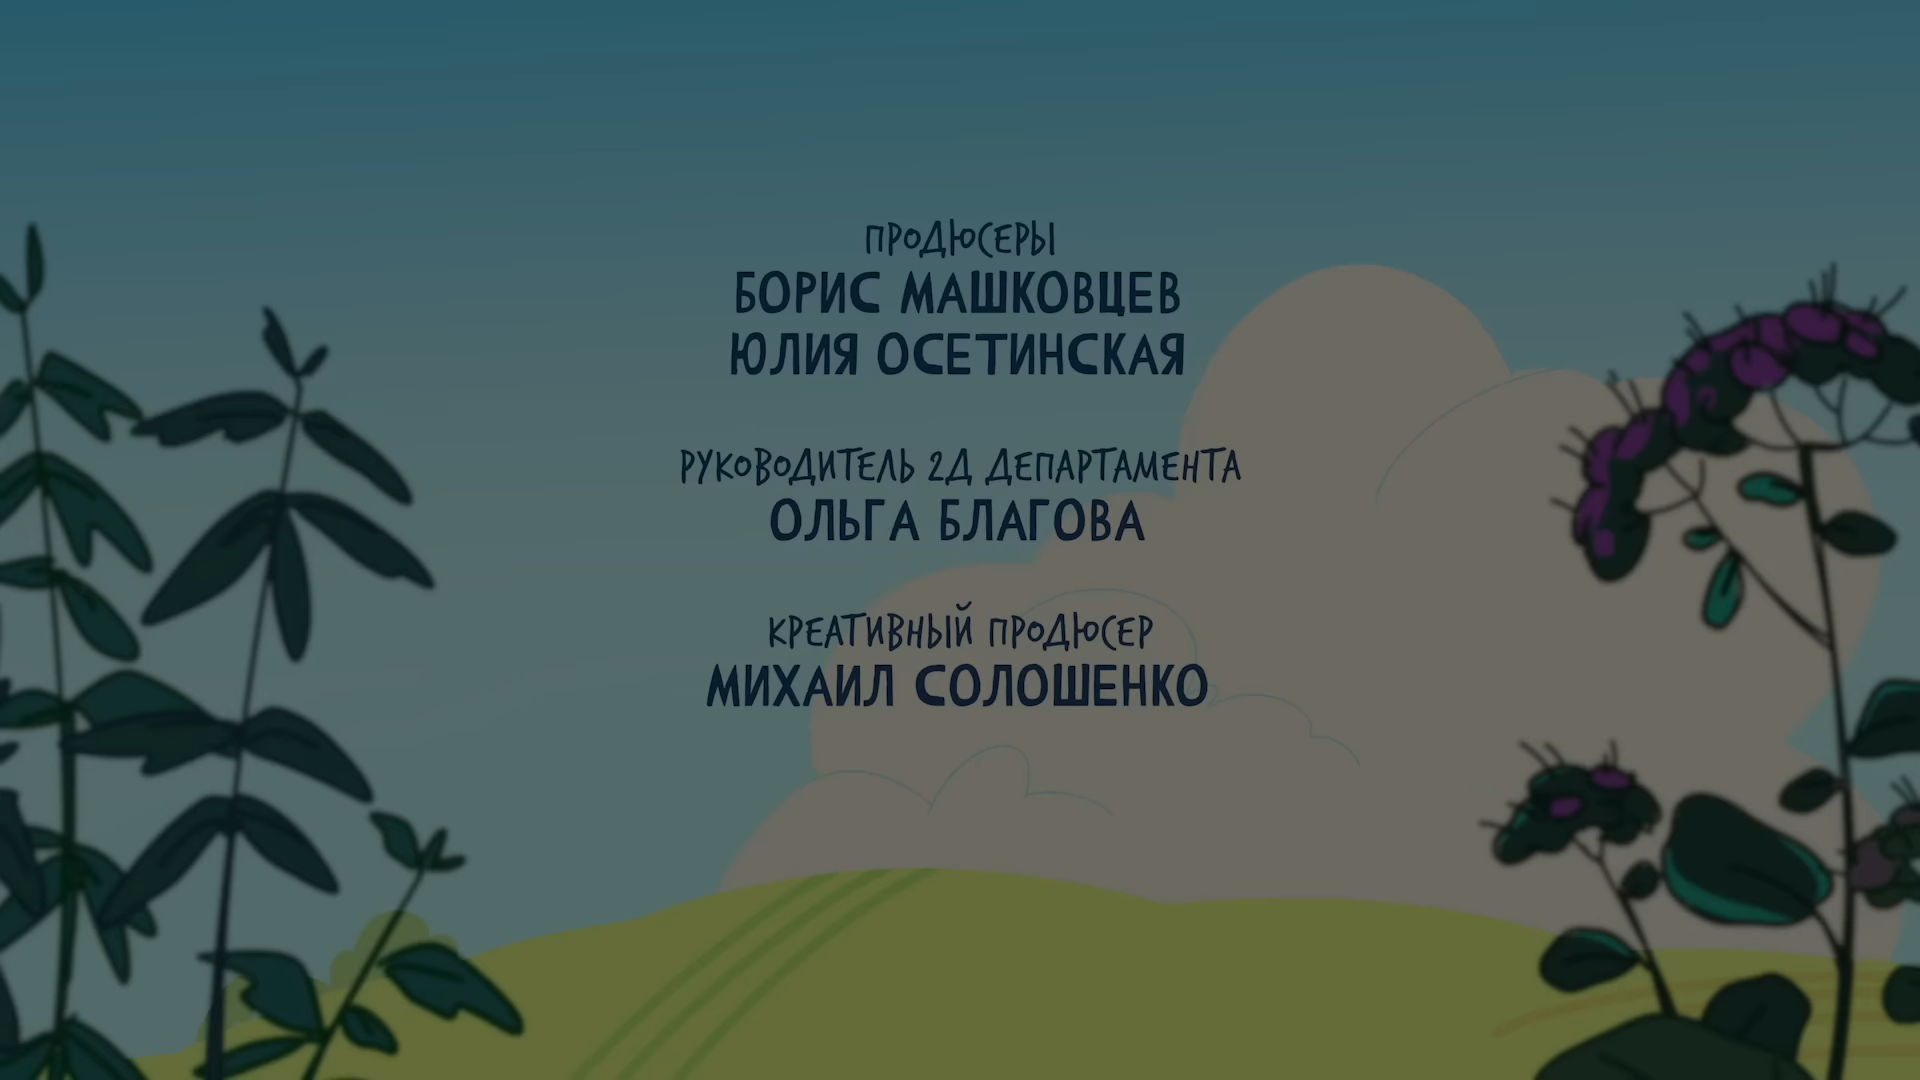 ПРОДЮСЕРЫ
БОРИС МАШКОВЦЕВ
ЮЛИЯ ОСЕТИНСКАЯ
РУКОВОДИТЕЛЬ 2Д ДЕПАРТАМЕНТА
ОЛЬГА БЛАГОВА
КРЕАТИВНЫЙ ПРОДЮСЕР
МИХАИЛ СОЛОШЕНКО